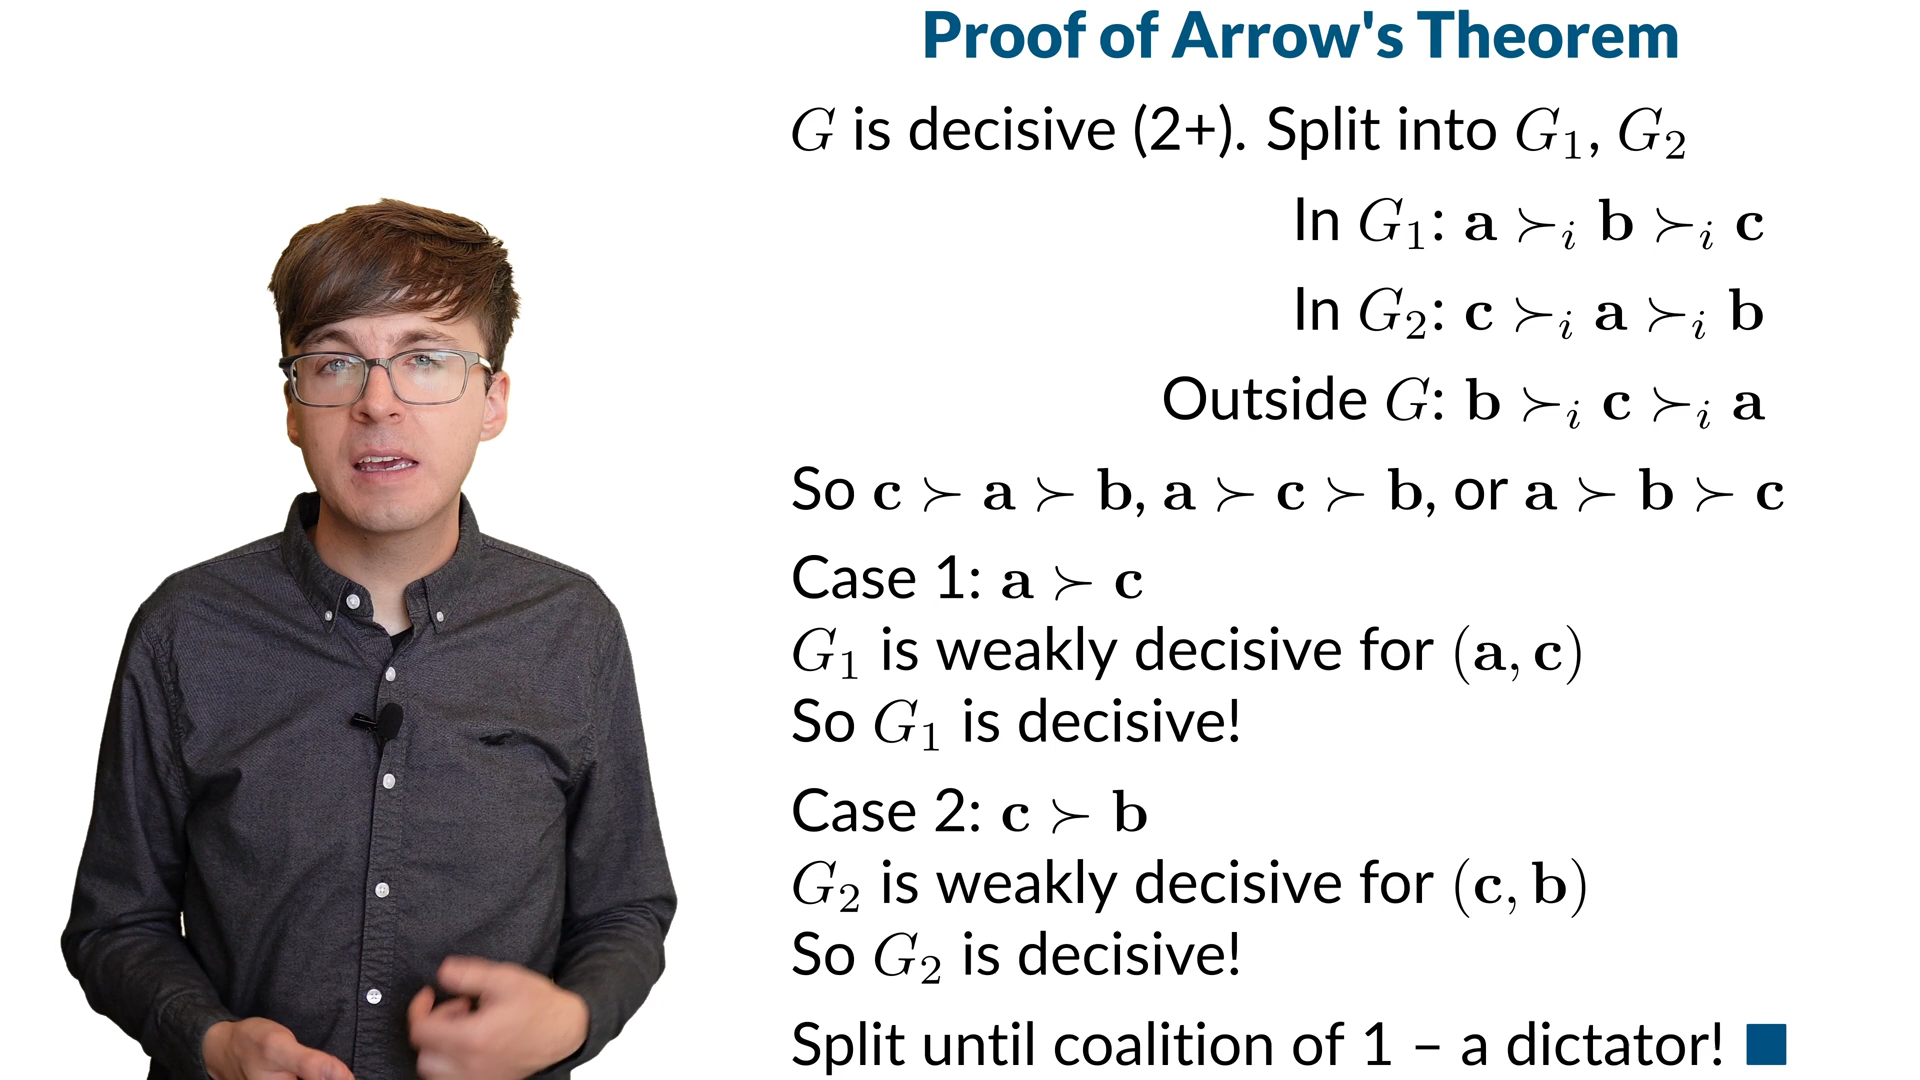 Proof of Arrow's Theorem
G is decisive (2+). Split into G₁, G₂
In G₁: a ≻ᵢ b ≻ᵢ c
In G₂: c ≻ᵢ a ≻ᵢ b
Outside G: b ≻ᵢ c ≻ᵢ a
So c ≻ a ≻ b, a ≻ c ≻ b, or a ≻ b ≻ c
Case 1: a ≻ c
G₁ is weakly decisive for (a, c)
So G₁ is decisive!
Case 2: c ≻ b
G₂ is weakly decisive for (c, b)
So G₂ is decisive!
Split until coalition of 1 – a dictator! ■